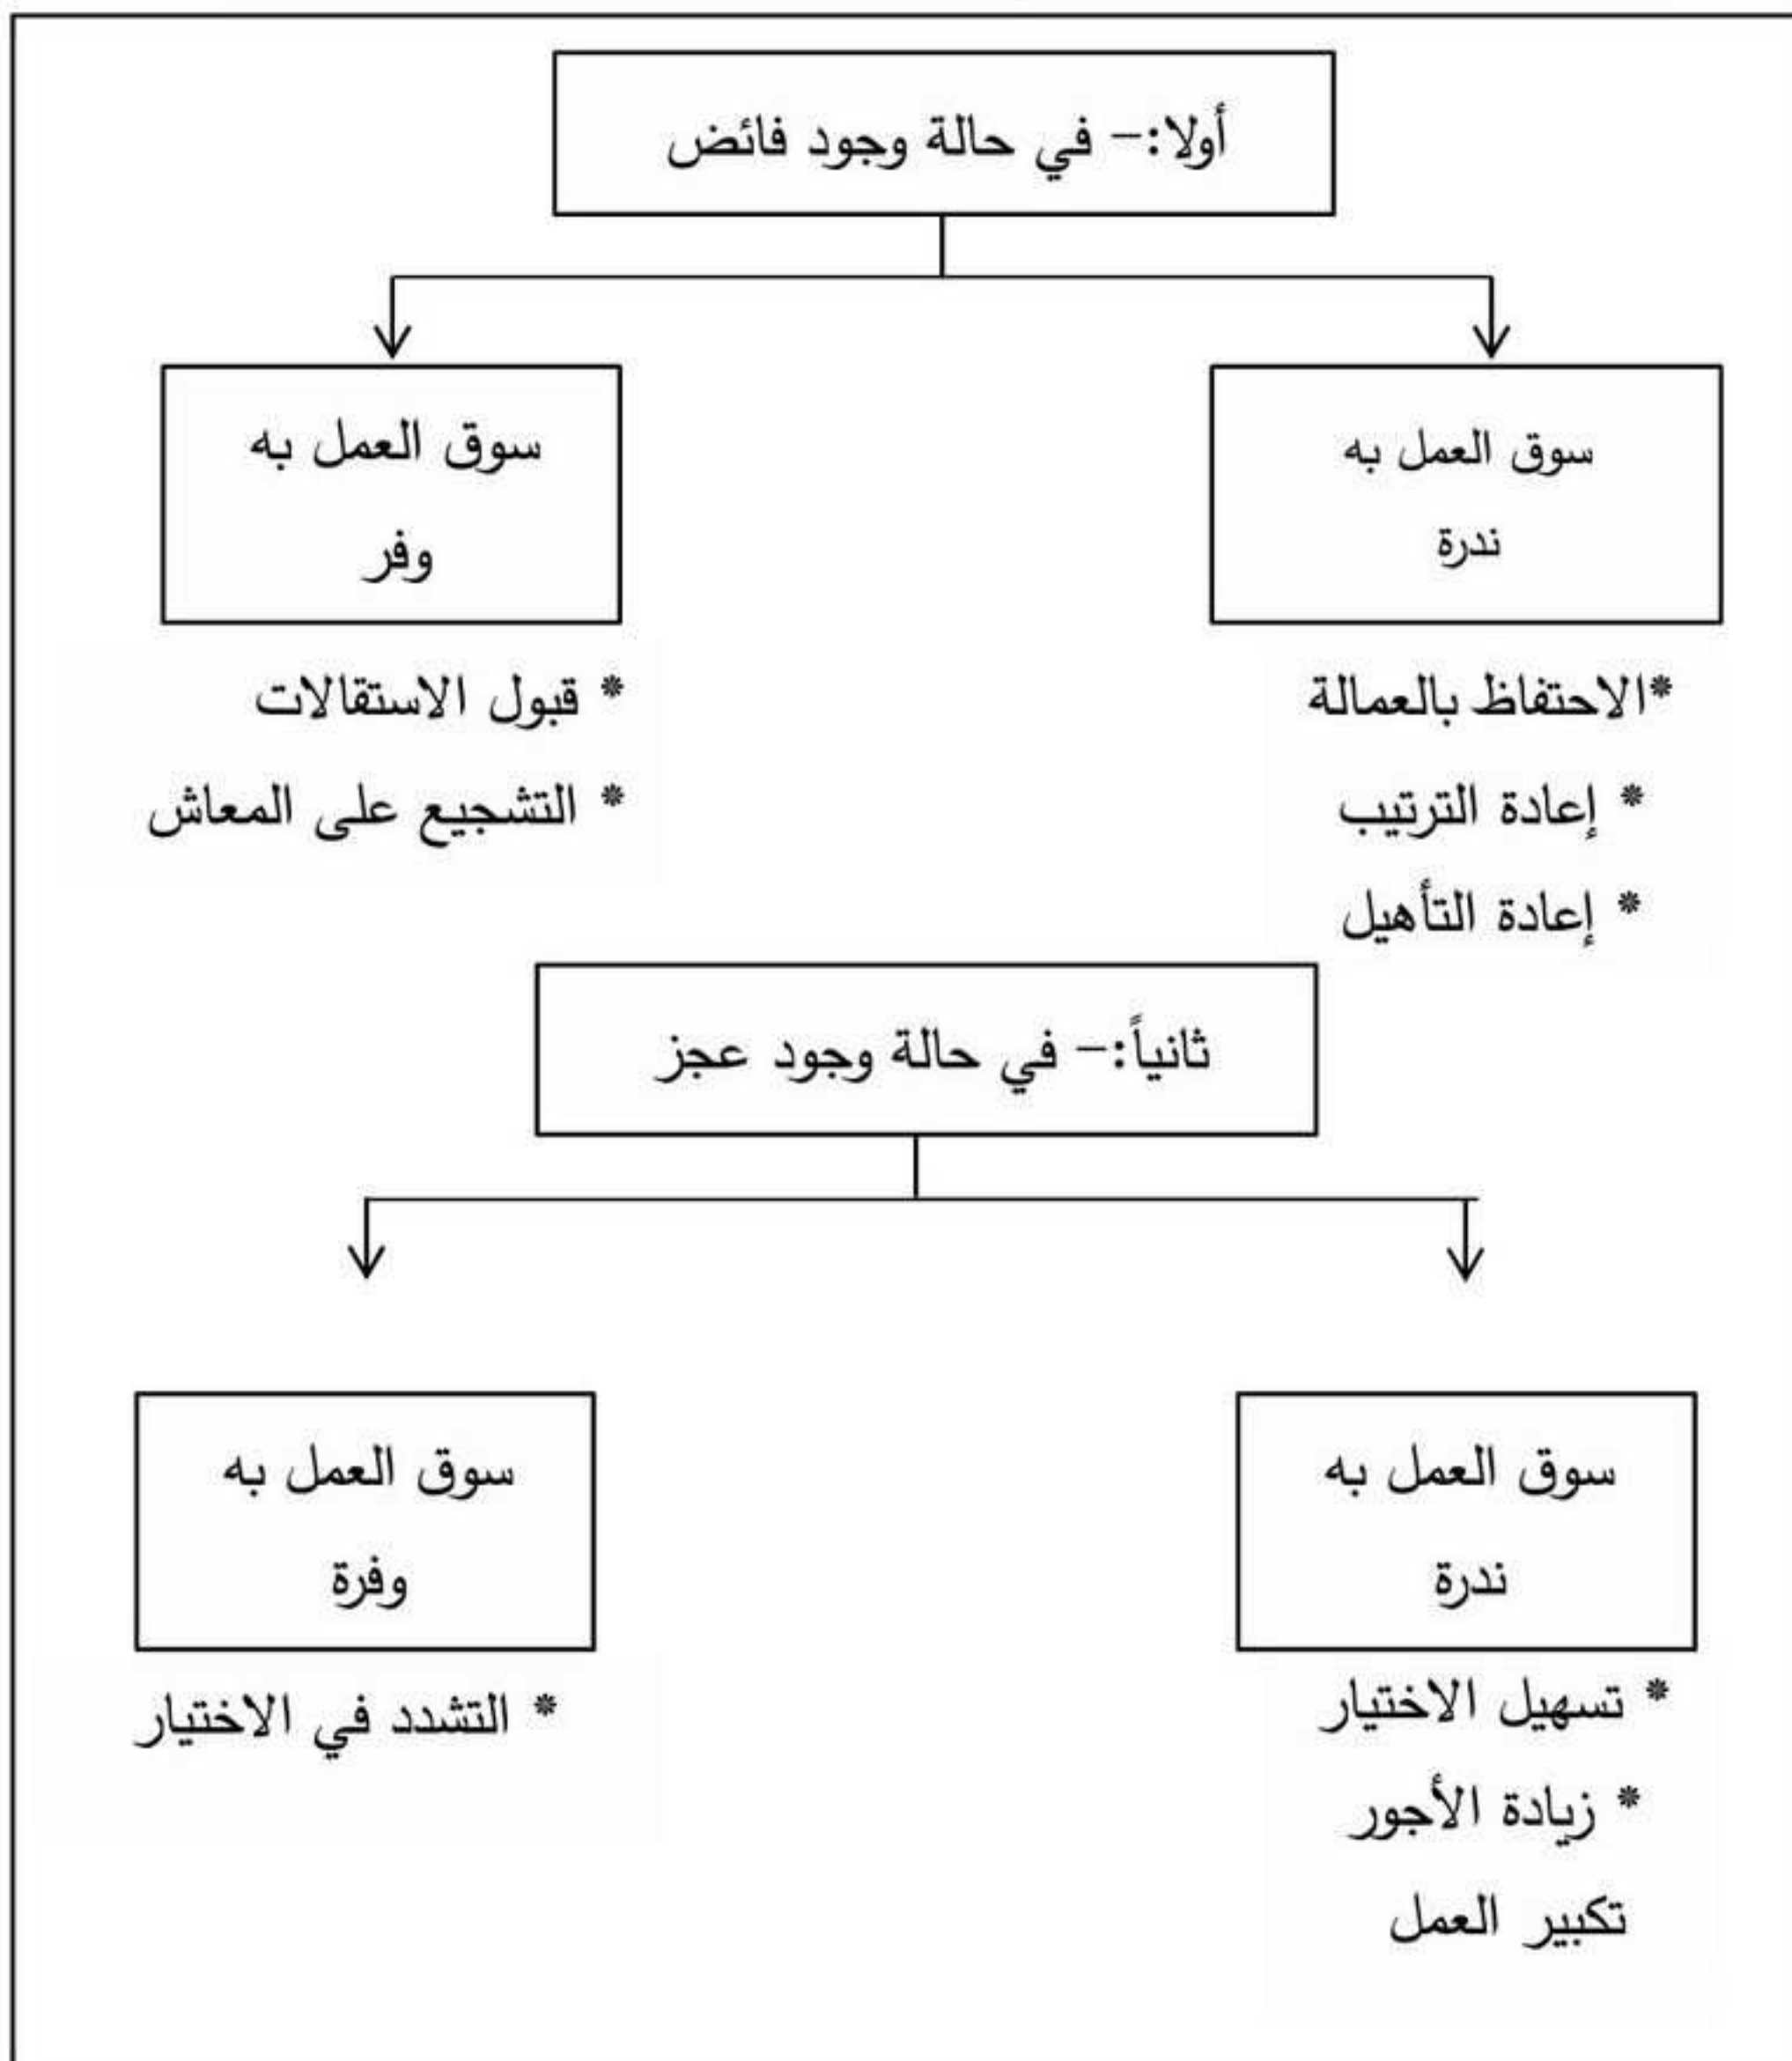 أولا:- في حالة وجود فائض
سوق العمل به
ندرة
*الاحتفاظ بالعمالة
* إعادة الترتيب
* إعادة التأهيل
سوق العمل به
وفر
* قبول الاستقالات
* التشجيع على المعاش
ثانياً:- في حالة وجود عجز
سوق العمل به
ندرة
* تسهيل الاختيار
* زيادة الأجور
تكبير العمل
سوق العمل به
وفرة
* التشدد في الاختيار